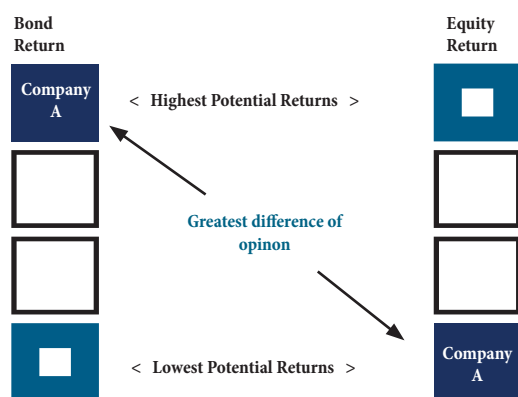 Bond
Return
Equity
Return
Company
A
< Highest Potential Returns >
Greatest difference of
opinon
< Lowest Potential Returns >
Company
A